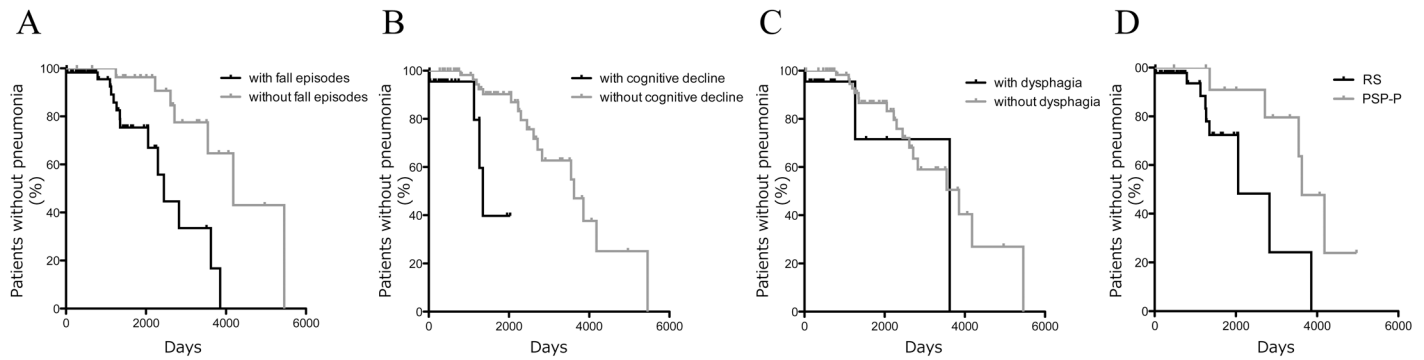 A
Patients without pneumonia
(%)
100
80
60
40
20
0
with fall episodes
without fall episodes
0
2000
4000
6000
Days
B
Patients without pneumonia
(%)
100
80
60
40
20
0
with cognitive decline
without cognitive decline
0
2000
4000
6000
Days
C
Patients without pneumonia
(%)
100
80
60
40
20
0
with dysphagia
without dysphagia
0
2000
4000
6000
Days
D
Patients without pneumonia
(%)
00
80
60
40
20
0
RS
PSP-P
0
2000
4000
6000
Days